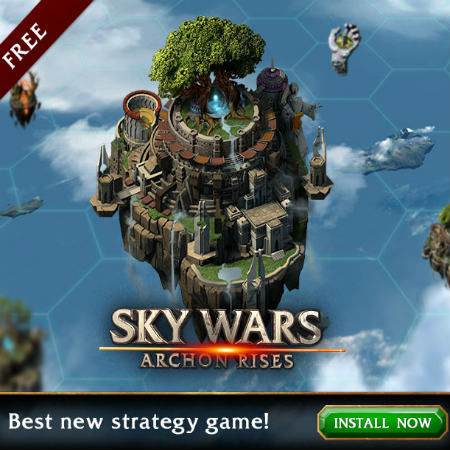 FREE
SKY WARS
ARCHON RISES
Best new strategy game!
INSTALL NOW